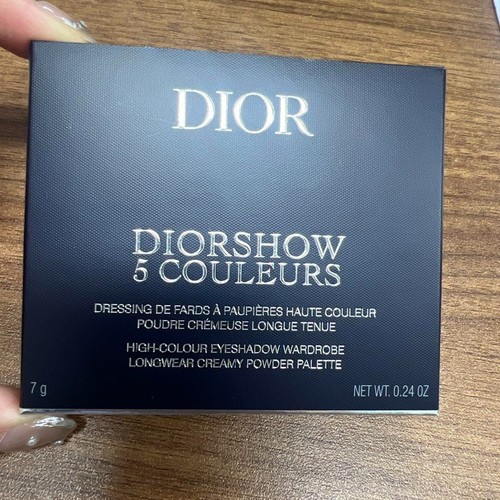 DIOR
DIORSHOW
5 COULEURS
DRESSING DE FARDS À PAUPIÈRES HAUTE COULEUR
POUDRE CRÉMEUSE LONGUE TENUE
HIGH-COLOUR EYESHADOW WARDROBE
LONGWEAR CREAMY POWDER PALETTE
7 g NET WT. 0.24 OZ